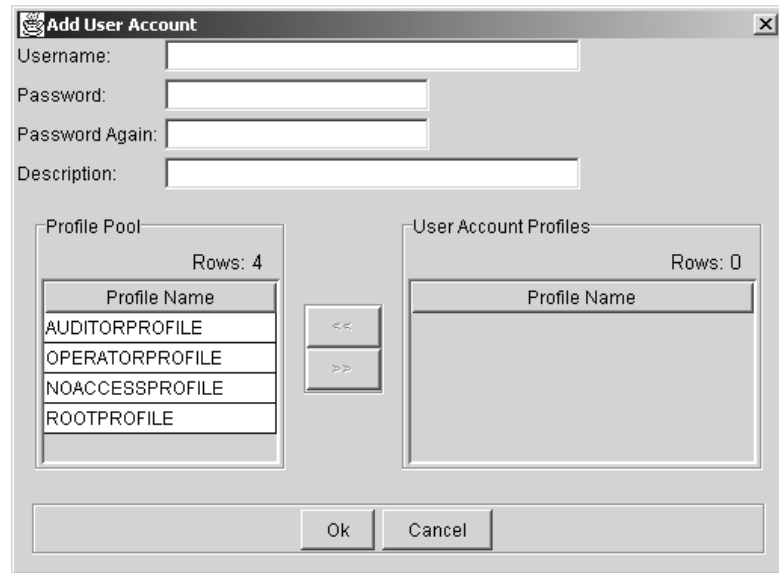 Add User Account
Username:
Password:
Password Again:
Description:
Profile Pool
Rows: 4
Profile Name
AUDITORPROFILE
OPERATORPROFILE
NOACCESSPROFILE
ROOTPROFILE
<<
>>
User Account Profiles
Rows: 0
Profile Name
Ok
Cancel